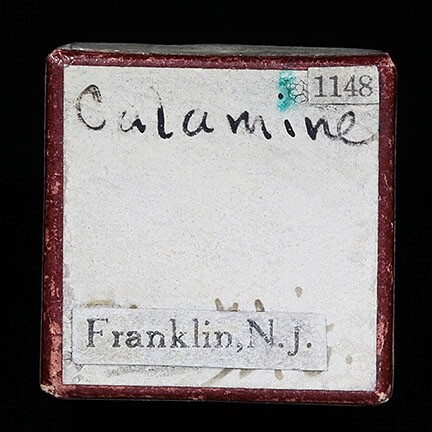 1148
Calamine
Franklin, N. J.